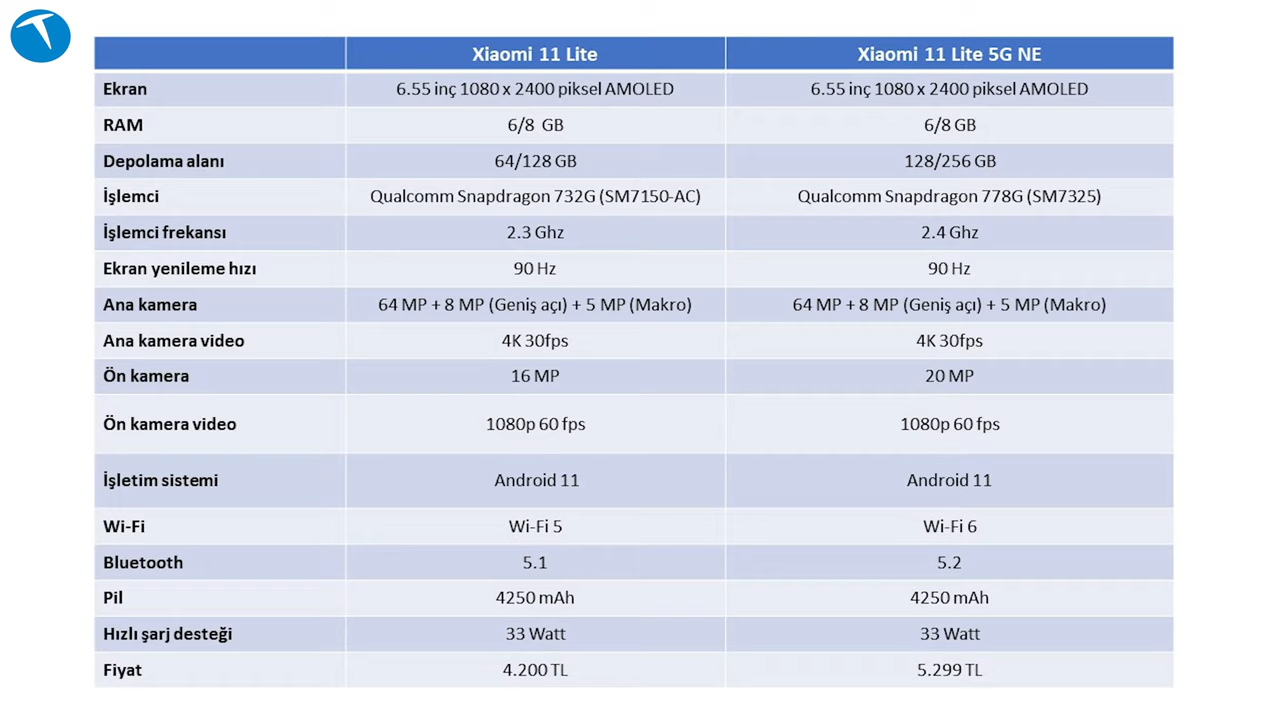 Xiaomi 11 Lite Xiaomi 11 Lite 5G NE
Ekran 6.55 inç 1080 x 2400 piksel AMOLED 6.55 inç 1080 x 2400 piksel AMOLED
RAM 6/8 GB 6/8 GB
Depolama alanı 64/128 GB 128/256 GB
İşlemci Qualcomm Snapdragon 732G (SM7150-AC) Qualcomm Snapdragon 778G (SM7325)
İşlemci frekansı 2.3 Ghz 2.4 Ghz
Ekran yenileme hızı 90 Hz 90 Hz
Ana kamera 64 MP + 8 MP (Geniş açı) + 5 MP (Makro) 64 MP + 8 MP (Geniş açı) + 5 MP (Makro)
Ana kamera video 4K 30fps 4K 30fps
Ön kamera 16 MP 20 MP
Ön kamera video 1080p 60 fps 1080p 60 fps
İşletim sistemi Android 11 Android 11
Wi-Fi Wi-Fi 5 Wi-Fi 6
Bluetooth 5.1 5.2
Pil 4250 mAh 4250 mAh
Hızlı şarj desteği 33 Watt 33 Watt
Fiyat 4.200 TL 5.299 TL